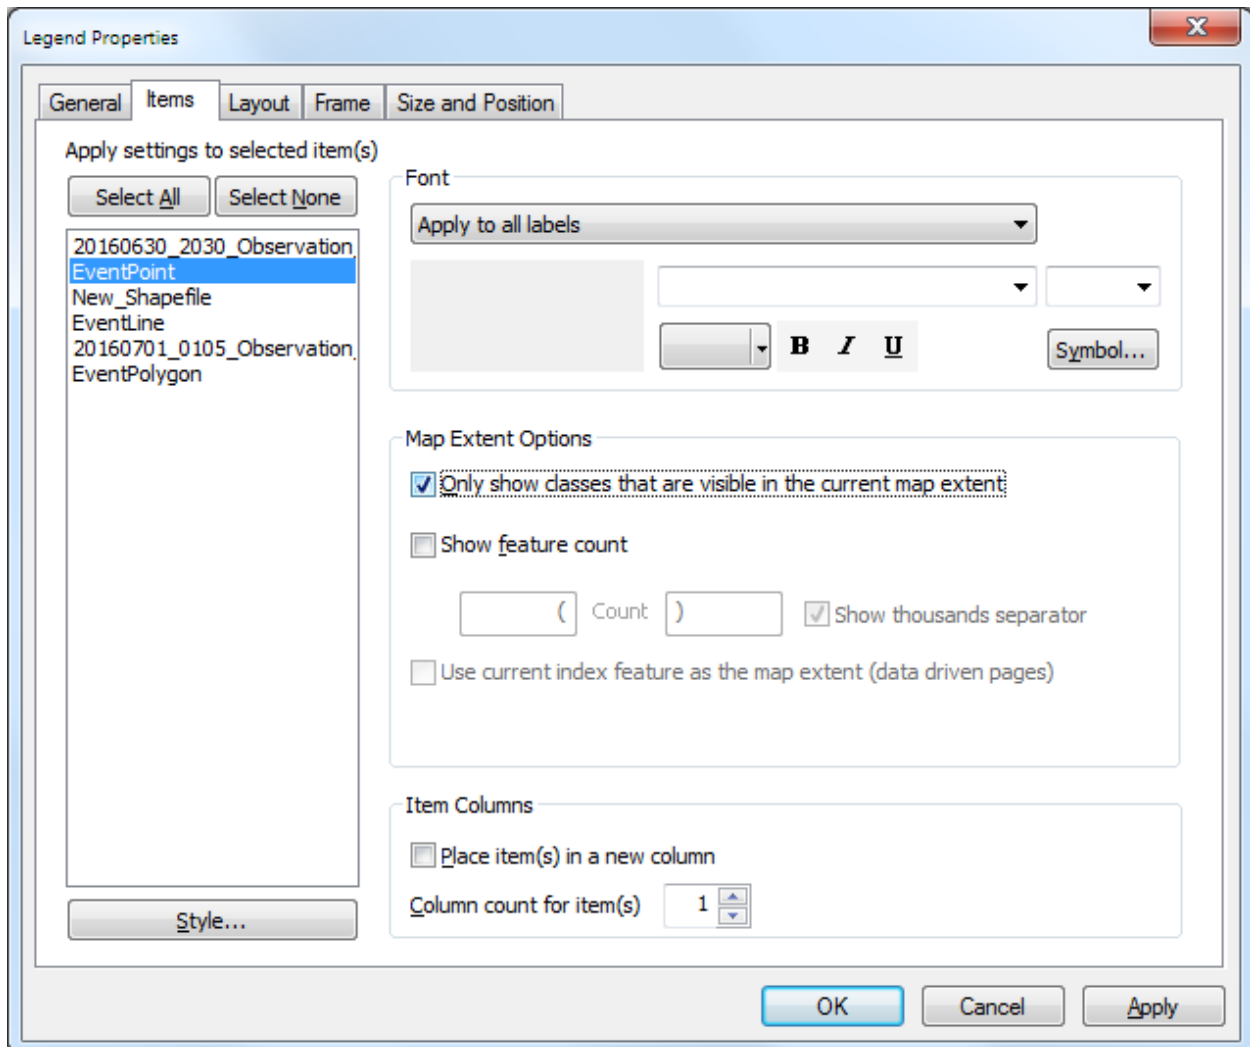 Legend Properties
General Items Layout Frame Size and Position
Apply settings to selected item(s)
Select All Select None
20160630_2030_Observation_
EventPoint
New_Shapefile
EventLine
20160701_0105_Observation_
EventPolygon
Style...
Font
Apply to all labels
B I U
Symbol...
Map Extent Options
Only show classes that are visible in the current map extent
Show feature count
( Count ) Show thousands separator
Use current index feature as the map extent (data driven pages)
Item Columns
Place item(s) in a new column
Column count for item(s) 1
OK Cancel Apply